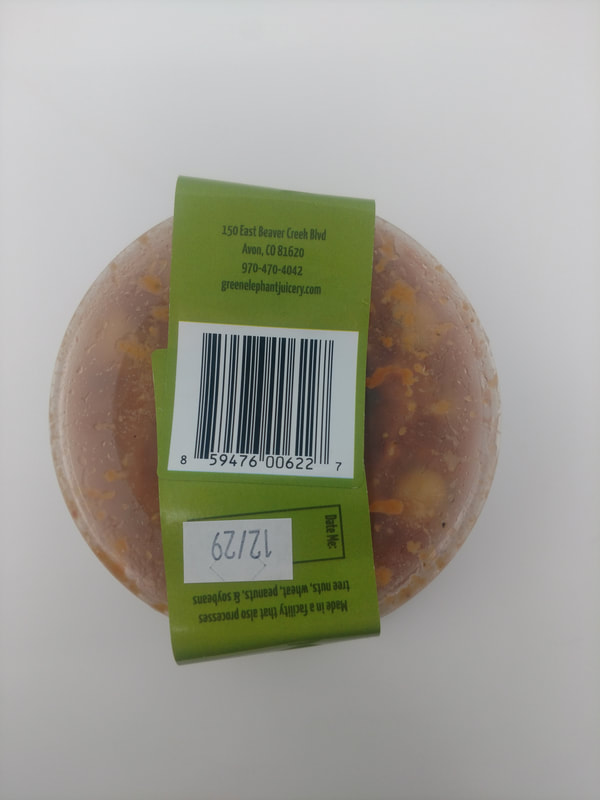 150 East Beaver Creek Blvd
Avon, CO 81620
970-470-4042
greenelephantjuicery.com
8 59476 00622 7
Date Me:
12/29
Made in a facility that also processes
tree nuts, wheat, peanuts, & soybeans